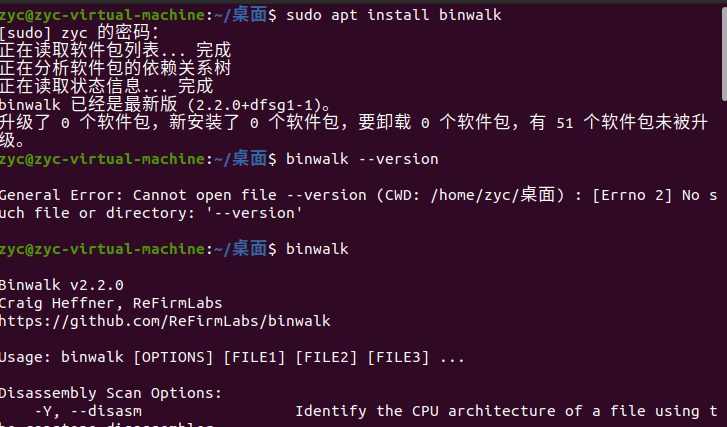 zyc@zyc-virtual-machine:~/桌面$ sudo apt install binwalk
[sudo] zyc 的密码：
正在读取软件包列表... 完成
正在分析软件包的依赖关系树
正在读取状态信息... 完成
binwalk 已经是最新版 (2.2.0+dfsg1-1)。
升级了 0 个软件包，新安装了 0 个软件包，要卸载 0 个软件包，有 51 个软件包未被升
级。
zyc@zyc-virtual-machine:~/桌面$ binwalk --version
General Error: Cannot open file --version (CWD: /home/zyc/桌面) : [Errno 2] No s
uch file or directory: '--version'
zyc@zyc-virtual-machine:~/桌面$ binwalk
Binwalk v2.2.0
Craig Heffner, ReFirmLabs
https://github.com/ReFirmLabs/binwalk
Usage: binwalk [OPTIONS] [FILE1] [FILE2] [FILE3] ...
Disassembly Scan Options:
-Y, --disasm Identify the CPU architecture of a file using t
he capstone disassembler